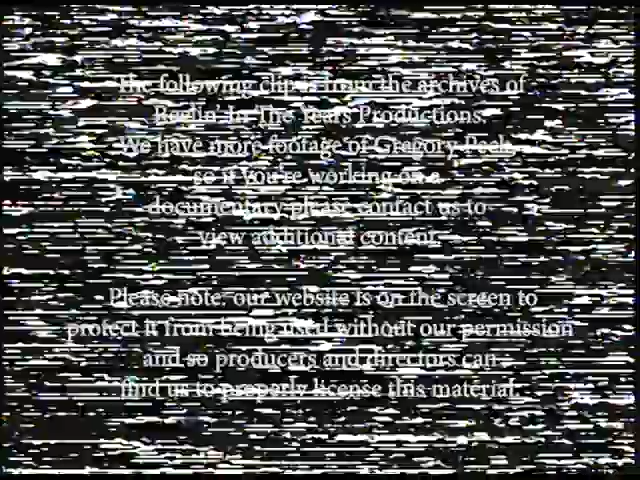 The following clip is from the archives of
Reelin' In The Years Productions.
We have more footage of Gregory Peck,
so if you're working on a
documentary please contact us to
view additional content.
Please note, our website is on the screen to
protect it from being used without our permission
and so producers and directors can
find us to properly license this material.